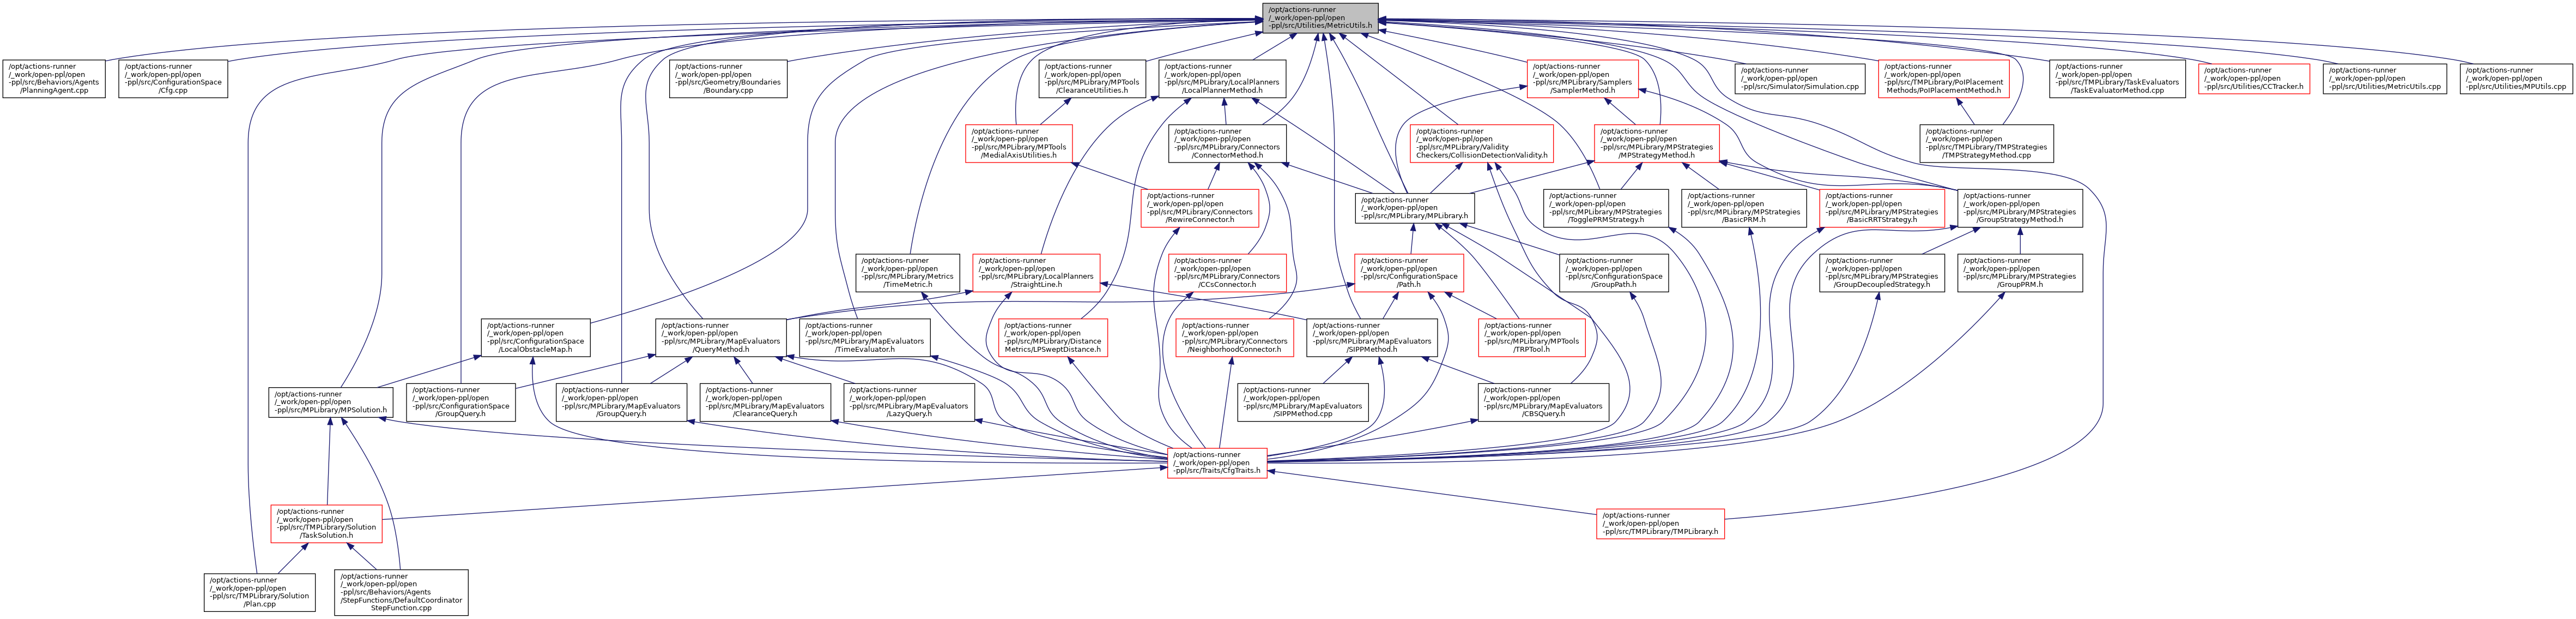 /opt/actions-runner
/_work/open-ppl/open
-ppl/src/Utilities/MetricUtils.h
/opt/actions-runner
/_work/open-ppl/open
-ppl/src/Behaviors/Agents
/PlanningAgent.cpp
/opt/actions-runner
/_work/open-ppl/open
-ppl/src/ConfigurationSpace
/Cfg.cpp
/opt/actions-runner
/_work/open-ppl/open
-ppl/src/Geometry/Boundaries
/Boundary.cpp
/opt/actions-runner
/_work/open-ppl/open
-ppl/src/MPLibrary/MPTools
/ClearanceUtilities.h
/opt/actions-runner
/_work/open-ppl/open
-ppl/src/MPLibrary/LocalPlanners
/LocalPlannerMethod.h
/opt/actions-runner
/_work/open-ppl/open
-ppl/src/MPLibrary/Samplers
/SamplerMethod.h
/opt/actions-runner
/_work/open-ppl/open
-ppl/src/Simulator/Simulation.cpp
/opt/actions-runner
/_work/open-ppl/open
-ppl/src/TMPLibrary/PoIPlacement
Methods/PoIPlacementMethod.h
/opt/actions-runner
/_work/open-ppl/open
-ppl/src/TMPLibrary/TaskEvaluators
/TaskEvaluatorMethod.cpp
/opt/actions-runner
/_work/open-ppl/open
-ppl/src/Utilities/CCTracker.h
/opt/actions-runner
/_work/open-ppl/open
-ppl/src/Utilities/MetricUtils.cpp
/opt/actions-runner
/_work/open-ppl/open
-ppl/src/Utilities/MPUtils.cpp
/opt/actions-runner
/_work/open-ppl/open
-ppl/src/MPLibrary/MPTools
/MedialAxisUtilities.h
/opt/actions-runner
/_work/open-ppl/open
-ppl/src/MPLibrary/Connectors
/ConnectorMethod.h
/opt/actions-runner
/_work/open-ppl/open
-ppl/src/MPLibrary/Validity
Checkers/CollisionDetectionValidity.h
/opt/actions-runner
/_work/open-ppl/open
-ppl/src/MPLibrary/MPStrategies
/MPStrategyMethod.h
/opt/actions-runner
/_work/open-ppl/open
-ppl/src/TMPLibrary/TMPStrategies
/TMPStrategyMethod.cpp
/opt/actions-runner
/_work/open-ppl/open
-ppl/src/MPLibrary/Connectors
/RewireConnector.h
/opt/actions-runner
/_work/open-ppl/open
-ppl/src/MPLibrary/MPLibrary.h
/opt/actions-runner
/_work/open-ppl/open
-ppl/src/MPLibrary/MPStrategies
/TogglePRMStrategy.h
/opt/actions-runner
/_work/open-ppl/open
-ppl/src/MPLibrary/MPStrategies
/BasicPRM.h
/opt/actions-runner
/_work/open-ppl/open
-ppl/src/MPLibrary/MPStrategies
/BasicRRTStrategy.h
/opt/actions-runner
/_work/open-ppl/open
-ppl/src/MPLibrary/MPStrategies
/GroupStrategyMethod.h
/opt/actions-runner
/_work/open-ppl/open
-ppl/src/MPLibrary/Metrics
/TimeMetric.h
/opt/actions-runner
/_work/open-ppl/open
-ppl/src/MPLibrary/LocalPlanners
/StraightLine.h
/opt/actions-runner
/_work/open-ppl/open
-ppl/src/MPLibrary/Connectors
/CCsConnector.h
/opt/actions-runner
/_work/open-ppl/open
-ppl/src/ConfigurationSpace
/Path.h
/opt/actions-runner
/_work/open-ppl/open
-ppl/src/ConfigurationSpace
/GroupPath.h
/opt/actions-runner
/_work/open-ppl/open
-ppl/src/MPLibrary/MPStrategies
/GroupDecoupledStrategy.h
/opt/actions-runner
/_work/open-ppl/open
-ppl/src/MPLibrary/MPStrategies
/GroupPRM.h
/opt/actions-runner
/_work/open-ppl/open
-ppl/src/ConfigurationSpace
/LocalObstacleMap.h
/opt/actions-runner
/_work/open-ppl/open
-ppl/src/MPLibrary/MapEvaluators
/QueryMethod.h
/opt/actions-runner
/_work/open-ppl/open
-ppl/src/MPLibrary/MapEvaluators
/TimeEvaluator.h
/opt/actions-runner
/_work/open-ppl/open
-ppl/src/MPLibrary/Distance
Metrics/LPSweptDistance.h
/opt/actions-runner
/_work/open-ppl/open
-ppl/src/MPLibrary/Connectors
/NeighborhoodConnector.h
/opt/actions-runner
/_work/open-ppl/open
-ppl/src/MPLibrary/MapEvaluators
/SIPPMethod.h
/opt/actions-runner
/_work/open-ppl/open
-ppl/src/MPLibrary/MPTools
/TRPTool.h
/opt/actions-runner
/_work/open-ppl/open
-ppl/src/MPLibrary/MPSolution.h
/opt/actions-runner
/_work/open-ppl/open
-ppl/src/ConfigurationSpace
/GroupQuery.h
/opt/actions-runner
/_work/open-ppl/open
-ppl/src/MPLibrary/MapEvaluators
/GroupQuery.h
/opt/actions-runner
/_work/open-ppl/open
-ppl/src/MPLibrary/MapEvaluators
/ClearanceQuery.h
/opt/actions-runner
/_work/open-ppl/open
-ppl/src/MPLibrary/MapEvaluators
/LazyQuery.h
/opt/actions-runner
/_work/open-ppl/open
-ppl/src/MPLibrary/MapEvaluators
/SIPPMethod.cpp
/opt/actions-runner
/_work/open-ppl/open
-ppl/src/MPLibrary/MapEvaluators
/CBSQuery.h
/opt/actions-runner
/_work/open-ppl/open
-ppl/src/Traits/CfgTraits.h
/opt/actions-runner
/_work/open-ppl/open
-ppl/src/TMPLibrary/Solution
/TaskSolution.h
/opt/actions-runner
/_work/open-ppl/open
-ppl/src/TMPLibrary/TMPLibrary.h
/opt/actions-runner
/_work/open-ppl/open
-ppl/src/TMPLibrary/Solution
/Plan.cpp
/opt/actions-runner
/_work/open-ppl/open
-ppl/src/Behaviors/Agents
/StepFunctions/DefaultCoordinator
StepFunction.cpp